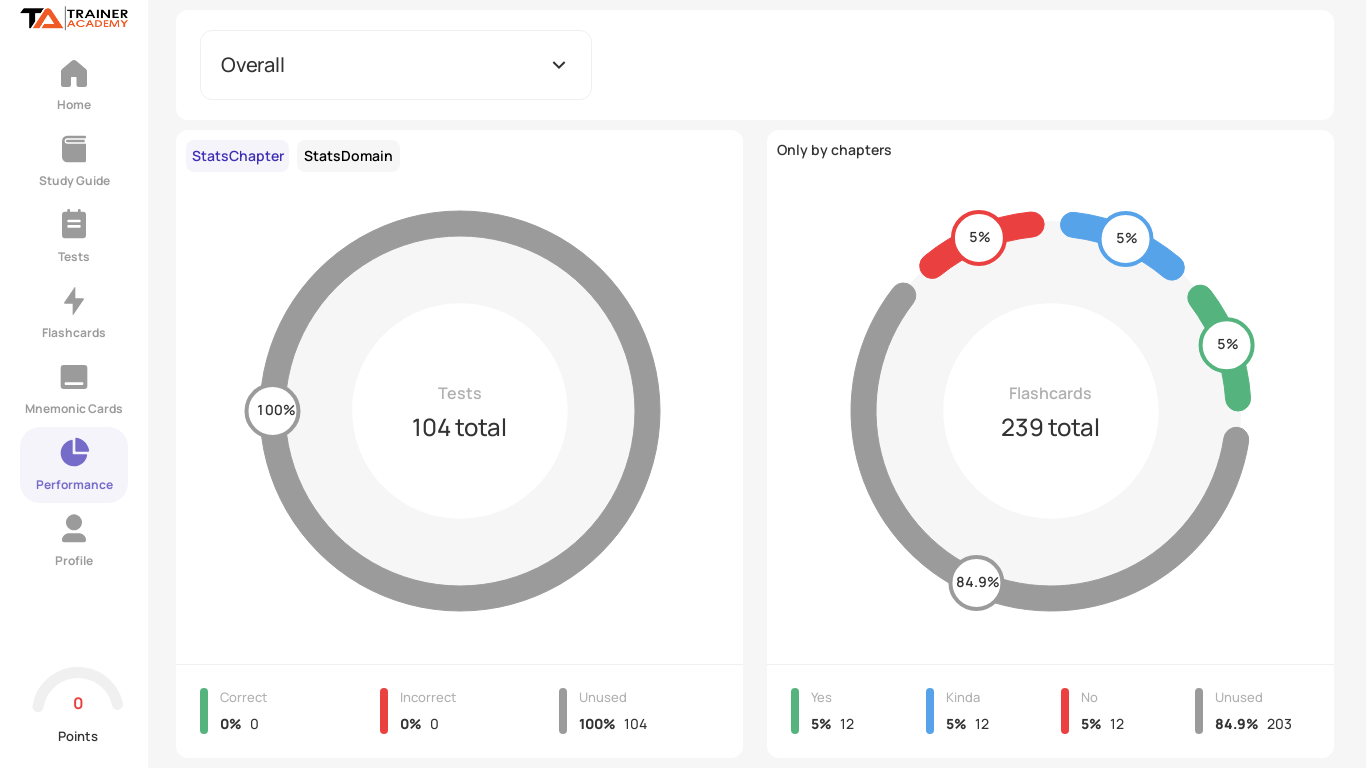 TRAINER
ACADEMY
Home
Study Guide
Tests
Flashcards
Mnemonic Cards
Performance
Profile
0
Points
Overall
StatsChapter StatsDomain
100%
Tests
104 total
Correct
0% 0
Incorrect
0% 0
Unused
100% 104
Only by chapters
5%
5%
5%
84.9%
Flashcards
239 total
Yes
5% 12
Kinda
5% 12
No
5% 12
Unused
84.9% 203